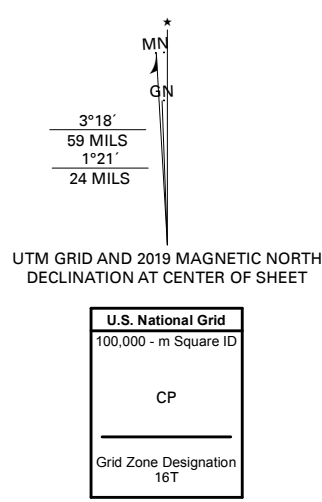 MN
GN
3°18´
59 MILS
1°21´
24 MILS
UTM GRID AND 2019 MAGNETIC NORTH
DECLINATION AT CENTER OF SHEET
U.S. National Grid
100,000 - m Square ID
CP
Grid Zone Designation
16T